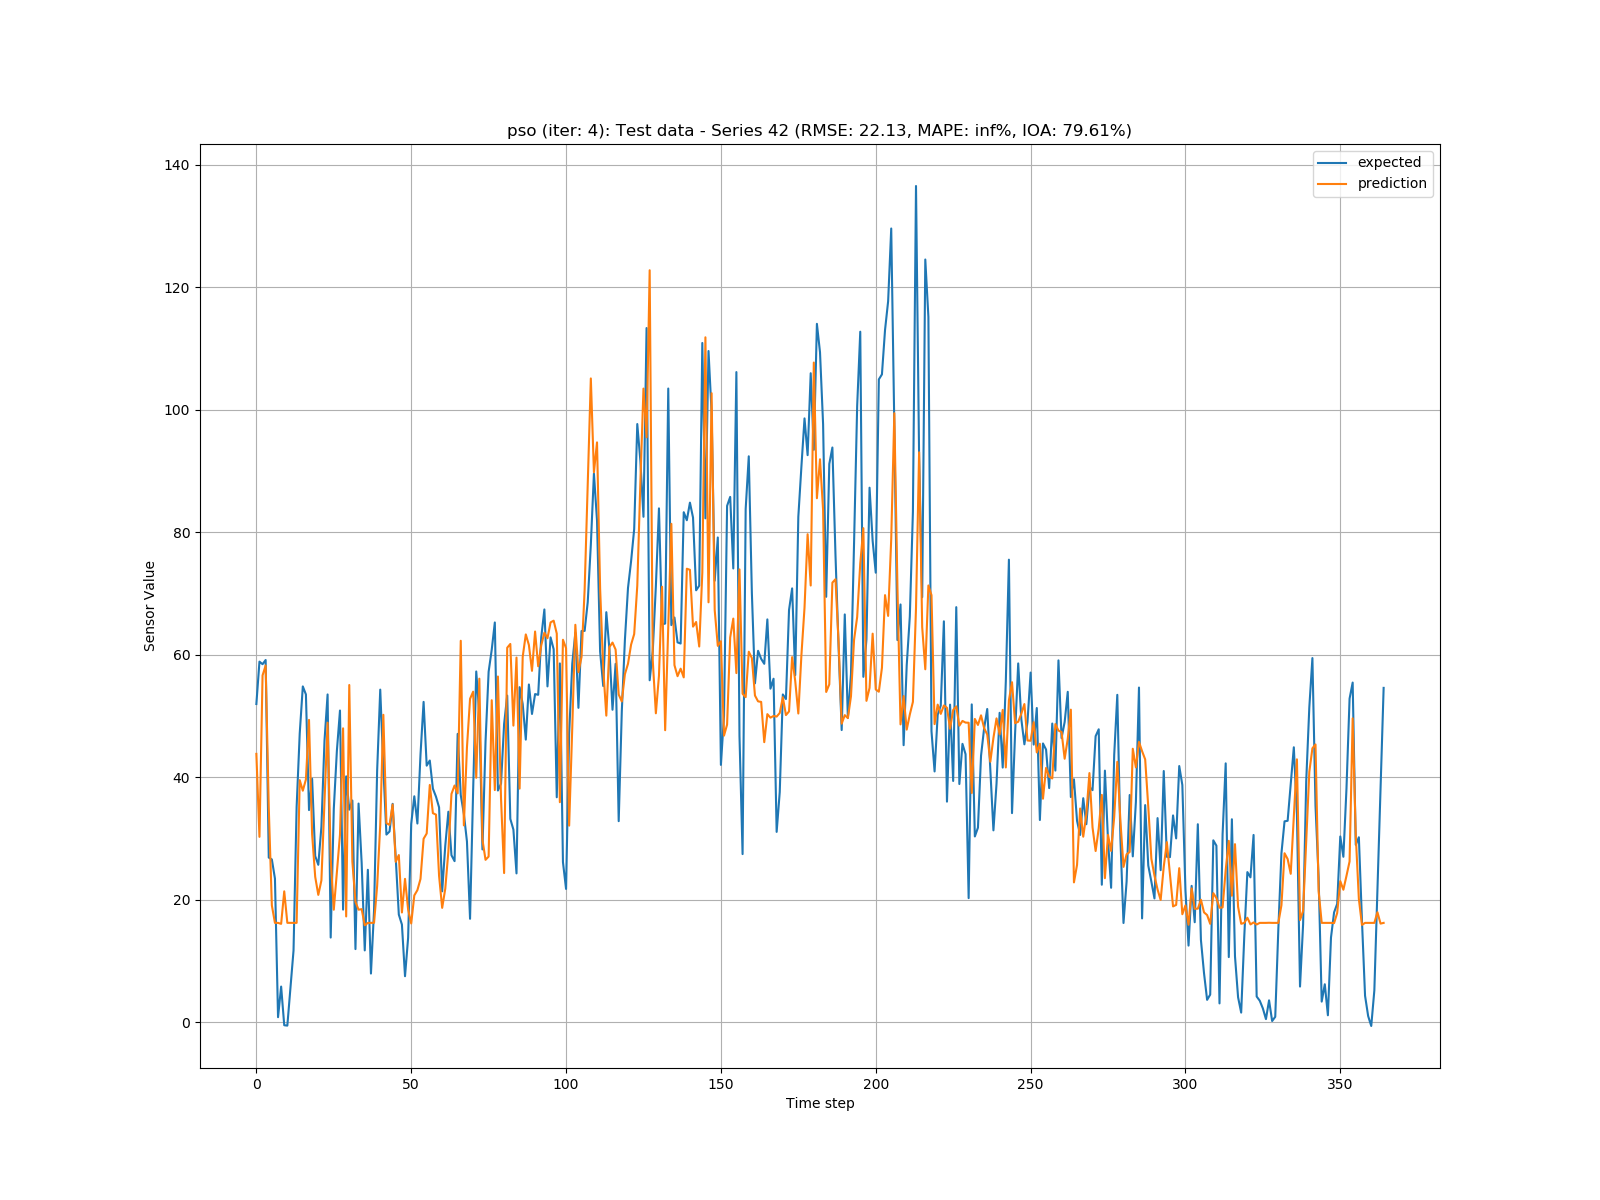 pso (iter: 4): Test data - Series 42 (RMSE: 22.13, MAPE: inf%, IOA: 79.61%)
expected
prediction
140
120
100
80
60
40
20
0
Sensor Value
0 50 100 150 200 250 300 350
Time step